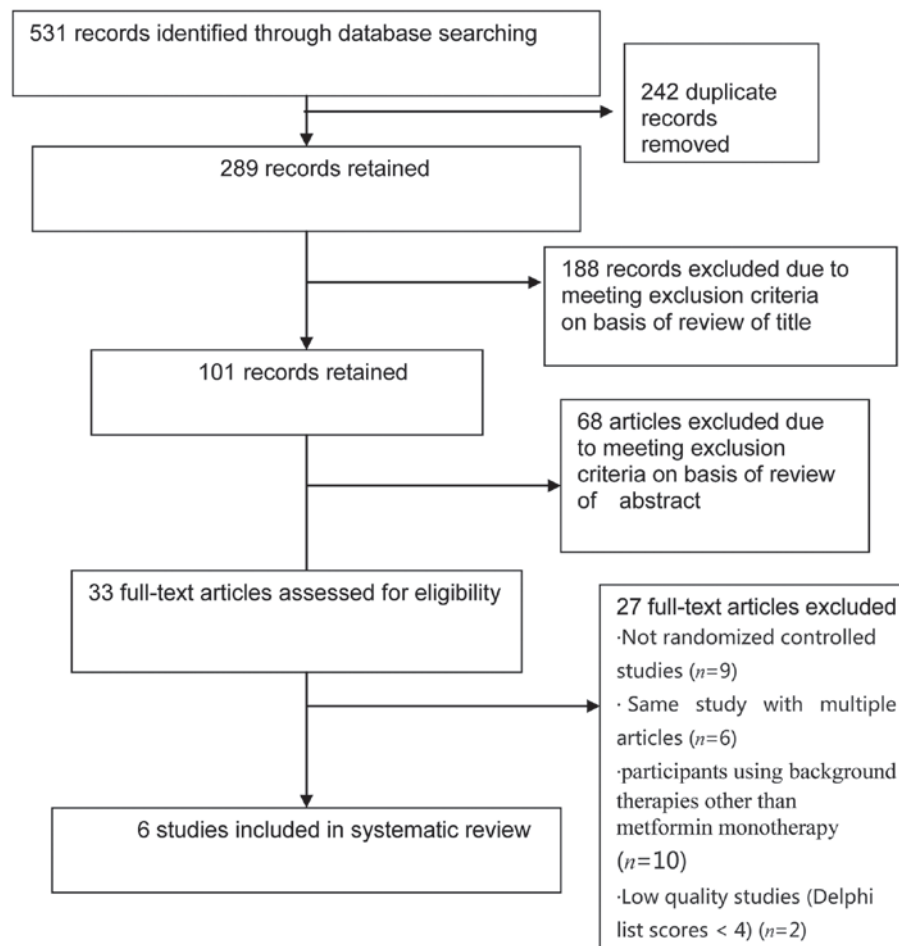 531 records identified through database searching
242 duplicate
records
removed
289 records retained
188 records excluded due to
meeting exclusion criteria
on basis of review of title
101 records retained
68 articles excluded due
to meeting exclusion
criteria on basis of review
of abstract
33 full-text articles assessed for eligibility
27 full-text articles excluded
·Not randomized controlled
studies (n=9)
· Same study with multiple
articles (n=6)
·participants using background
therapies other than
metformin monotherapy
(n=10)
·Low quality studies (Delphi
list scores < 4) (n=2)
6 studies included in systematic review